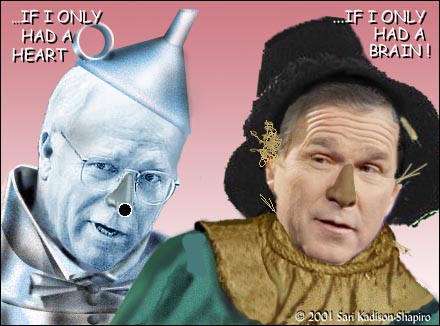 ...IF I ONLY
HAD A
HEART
...IF I ONLY
HAD A
BRAIN !
© 2001 Sari Kadison-Shapiro